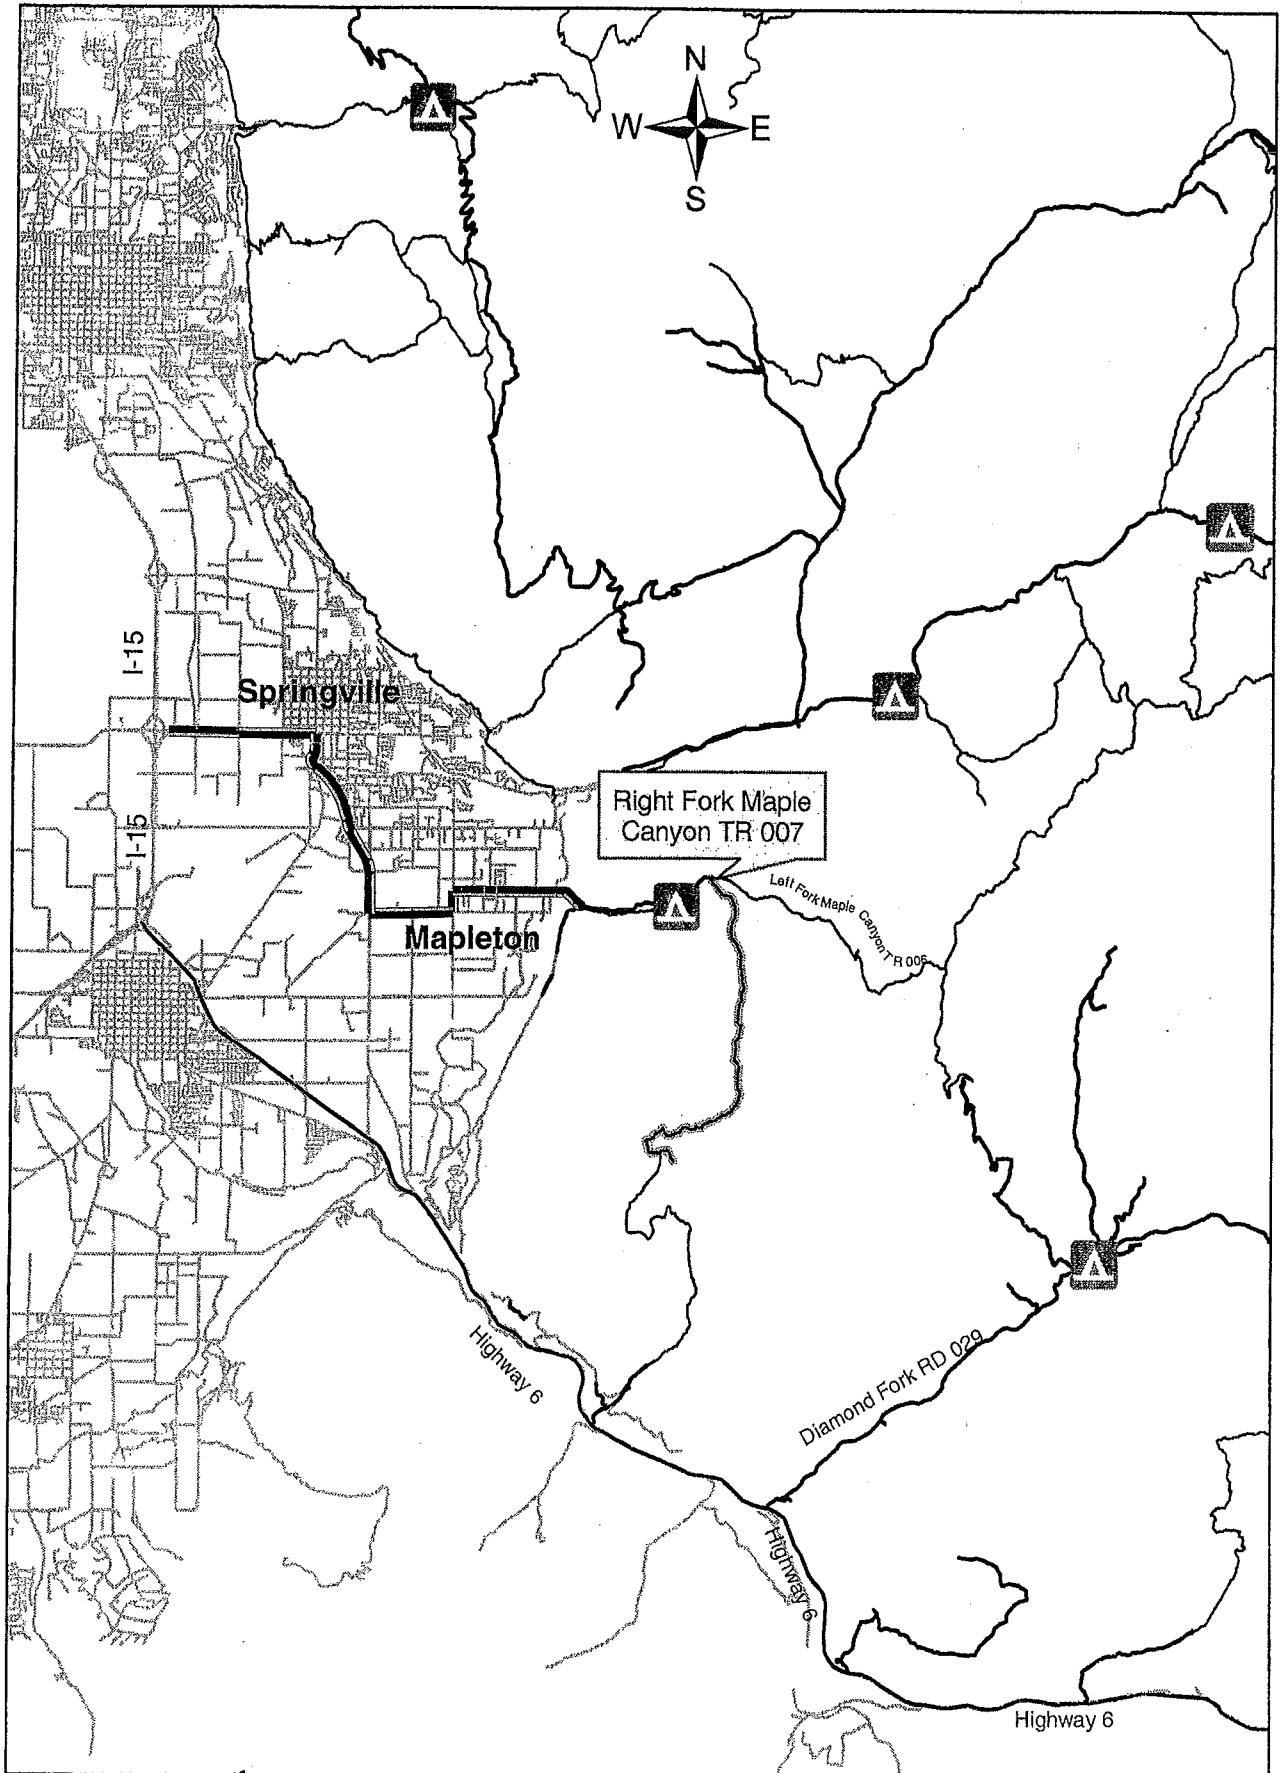 N
W E
S
I-15
Springville
I-15
Right Fork Maple
Canyon TR 007
Left Fork Maple Canyon TR 006
Mapleton
Highway 6
Diamond Fork RD 029
Highway 6
Highway 6